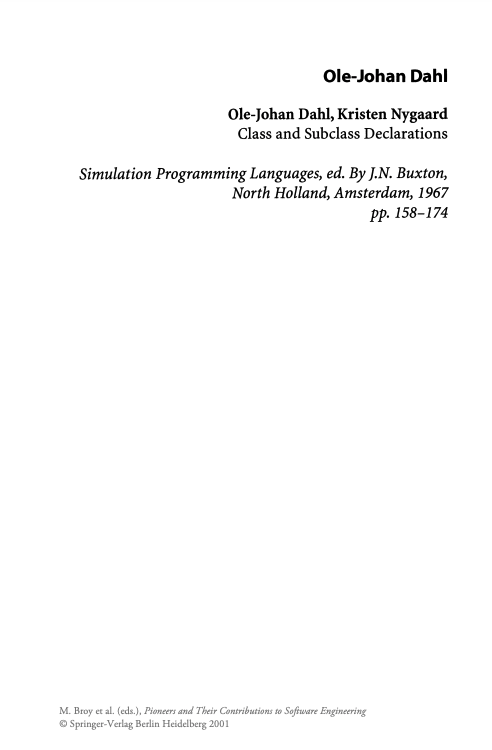 Ole-Johan Dahl
Ole-Johan Dahl, Kristen Nygaard
Class and Subclass Declarations
Simulation Programming Languages, ed. By J.N. Buxton,
North Holland, Amsterdam, 1967
pp. 158–174
M. Broy et al. (eds.), Pioneers and Their Contributions to Software Engineering
© Springer-Verlag Berlin Heidelberg 2001